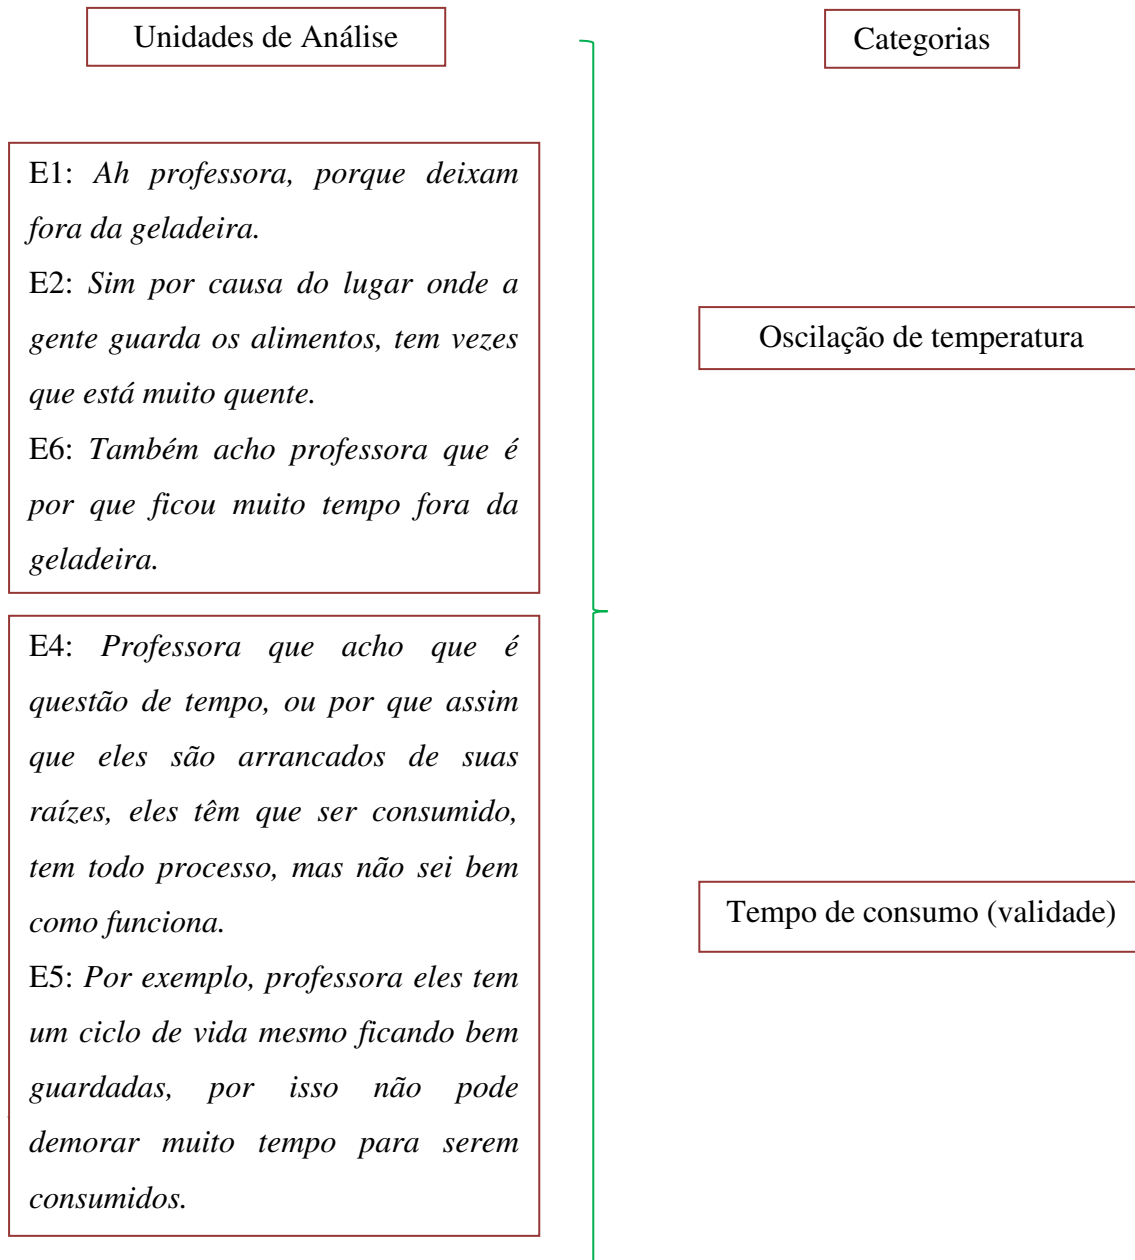 Unidades de Análise
Categorias
E1: Ah professora, porque deixam
fora da geladeira.
E2: Sim por causa do lugar onde a
gente guarda os alimentos, tem vezes
que está muito quente.
E6: Também acho professora que é
por que ficou muito tempo fora da
geladeira.
Oscilação de temperatura
E4: Professora que acho que é
questão de tempo, ou por que assim
que eles são arrancados de suas
raízes, eles têm que ser consumido,
tem todo processo, mas não sei bem
como funciona.
E5: Por exemplo, professora eles tem
um ciclo de vida mesmo ficando bem
guardadas, por isso não pode
demorar muito tempo para serem
consumidos.
Tempo de consumo (validade)